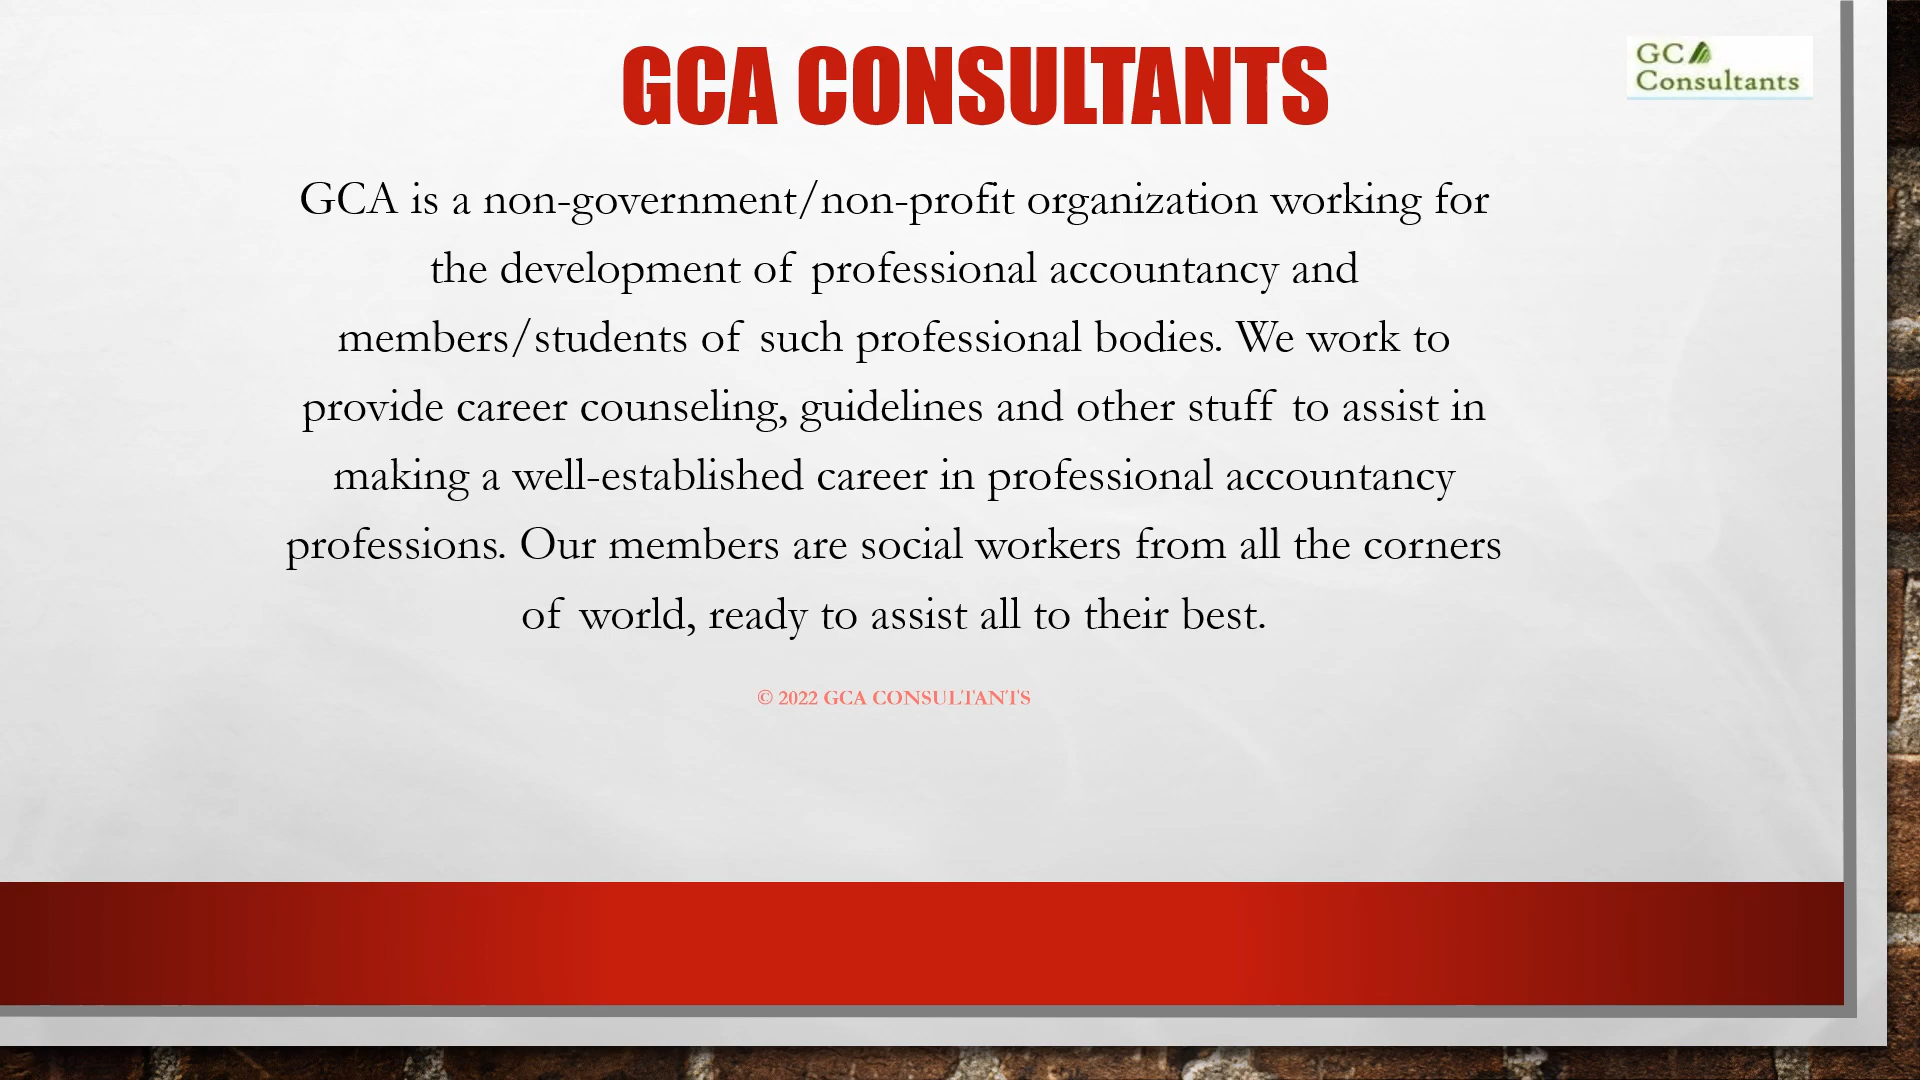 GCA CONSULTANTS
GCA
Consultants
GCA is a non-government/non-profit organization working for
the development of professional accountancy and
members/students of such professional bodies. We work to
provide career counseling, guidelines and other stuff to assist in
making a well-established career in professional accountancy
professions. Our members are social workers from all the corners
of world, ready to assist all to their best.
© 2022 GCA CONSULTANTS